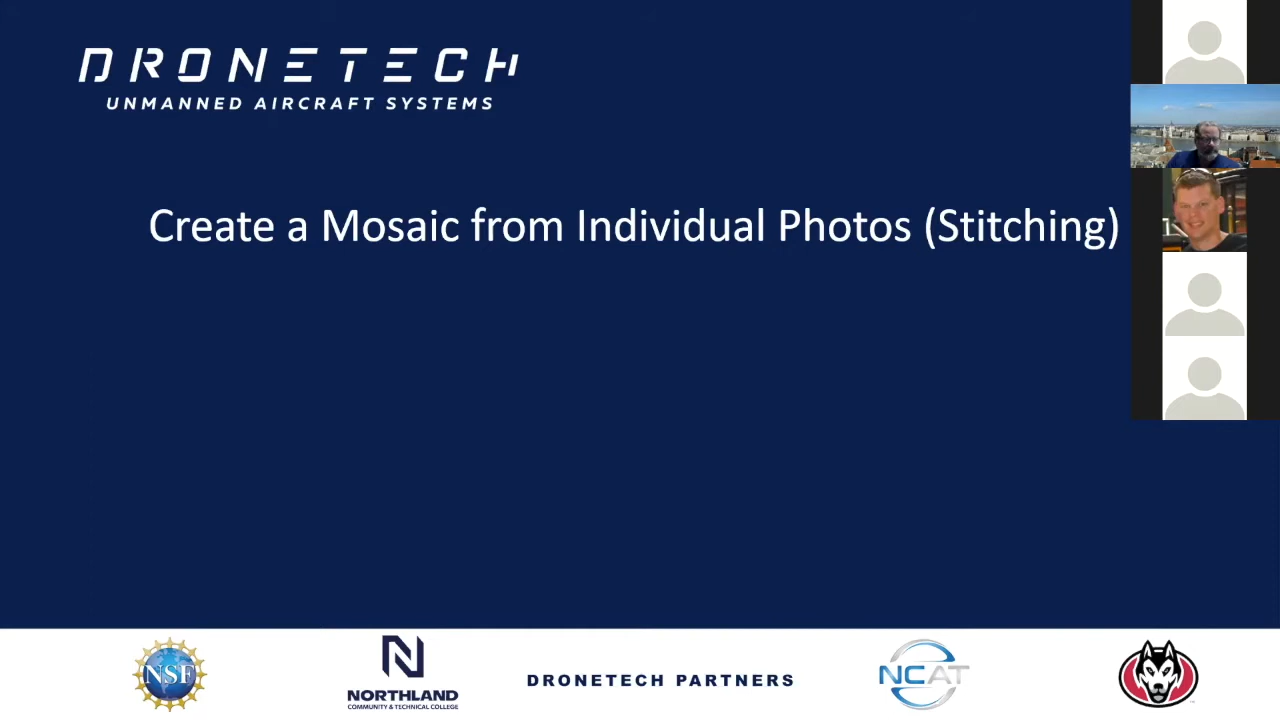 DRONETECH
UNMANNED AIRCRAFT SYSTEMS
Create a Mosaic from Individual Photos (Stitching)
NSF
NORTHLAND
COMMUNITY & TECHNICAL COLLEGE
DRONETECH PARTNERS
NCAT